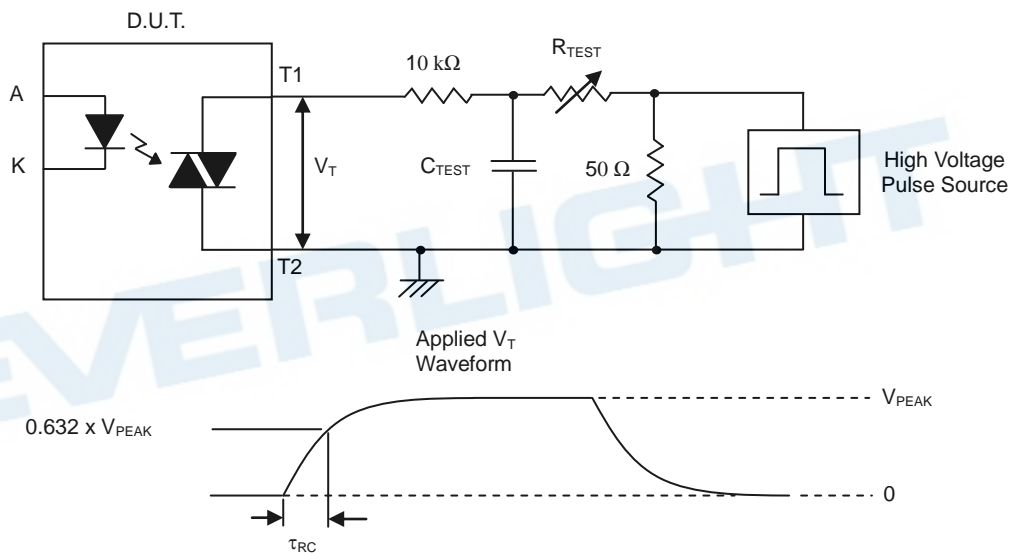 D.U.T.
A
K
T1
T2
V_T
10 kΩ
R_TEST
C_TEST
50 Ω
High Voltage
Pulse Source
EVERLIGHT
Applied V_T
Waveform
0.632 x V_PEAK
V_PEAK
0
τ_RC